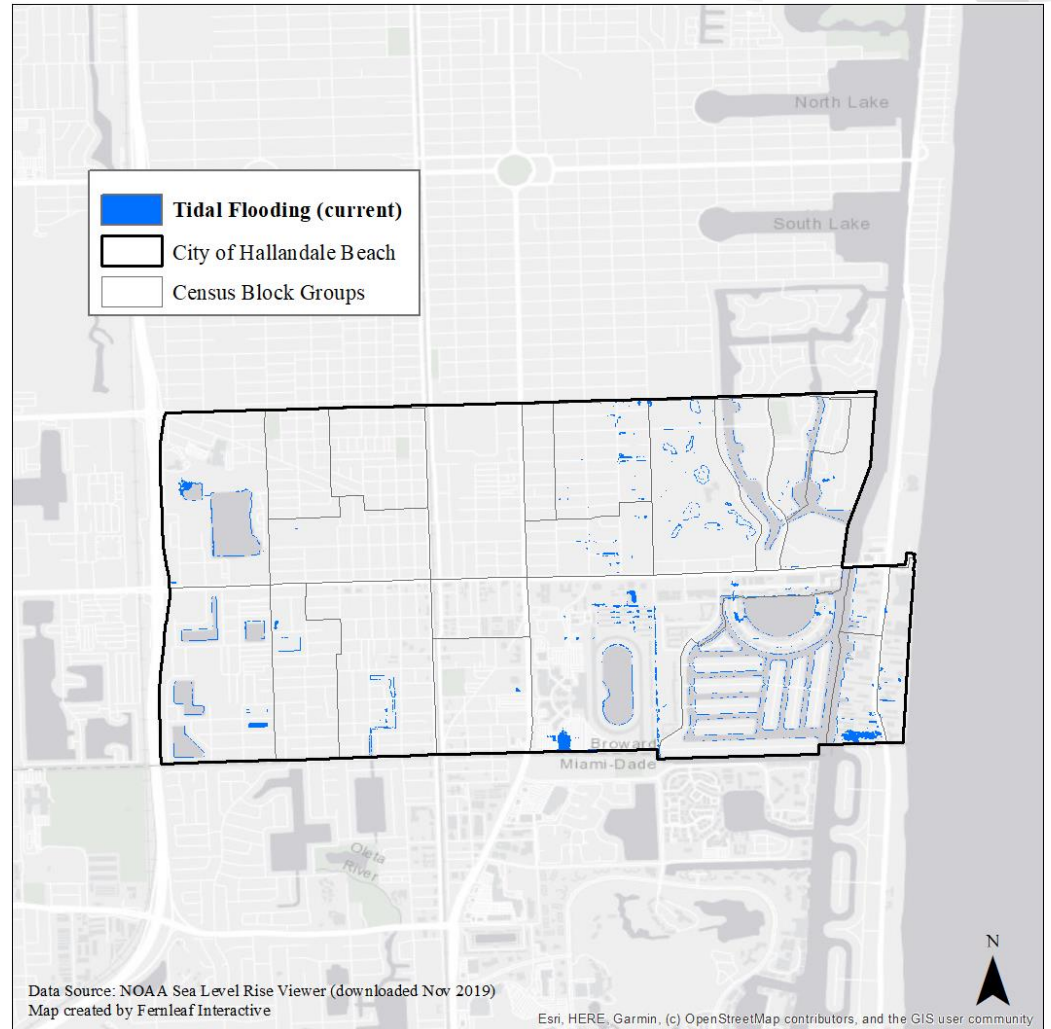 North Lake
Tidal Flooding (current)
City of Hallandale Beach
South Lake
Census Block Groups
Broward
Miami-Dade
Oleta
River
N
Data Source: NOAA Sea Level Rise Viewer (downloaded Nov 2019)
Map created by Fernleaf Interactive
Esri, HERE, Garmin, (c) OpenStreetMap contributors, and the GIS user community